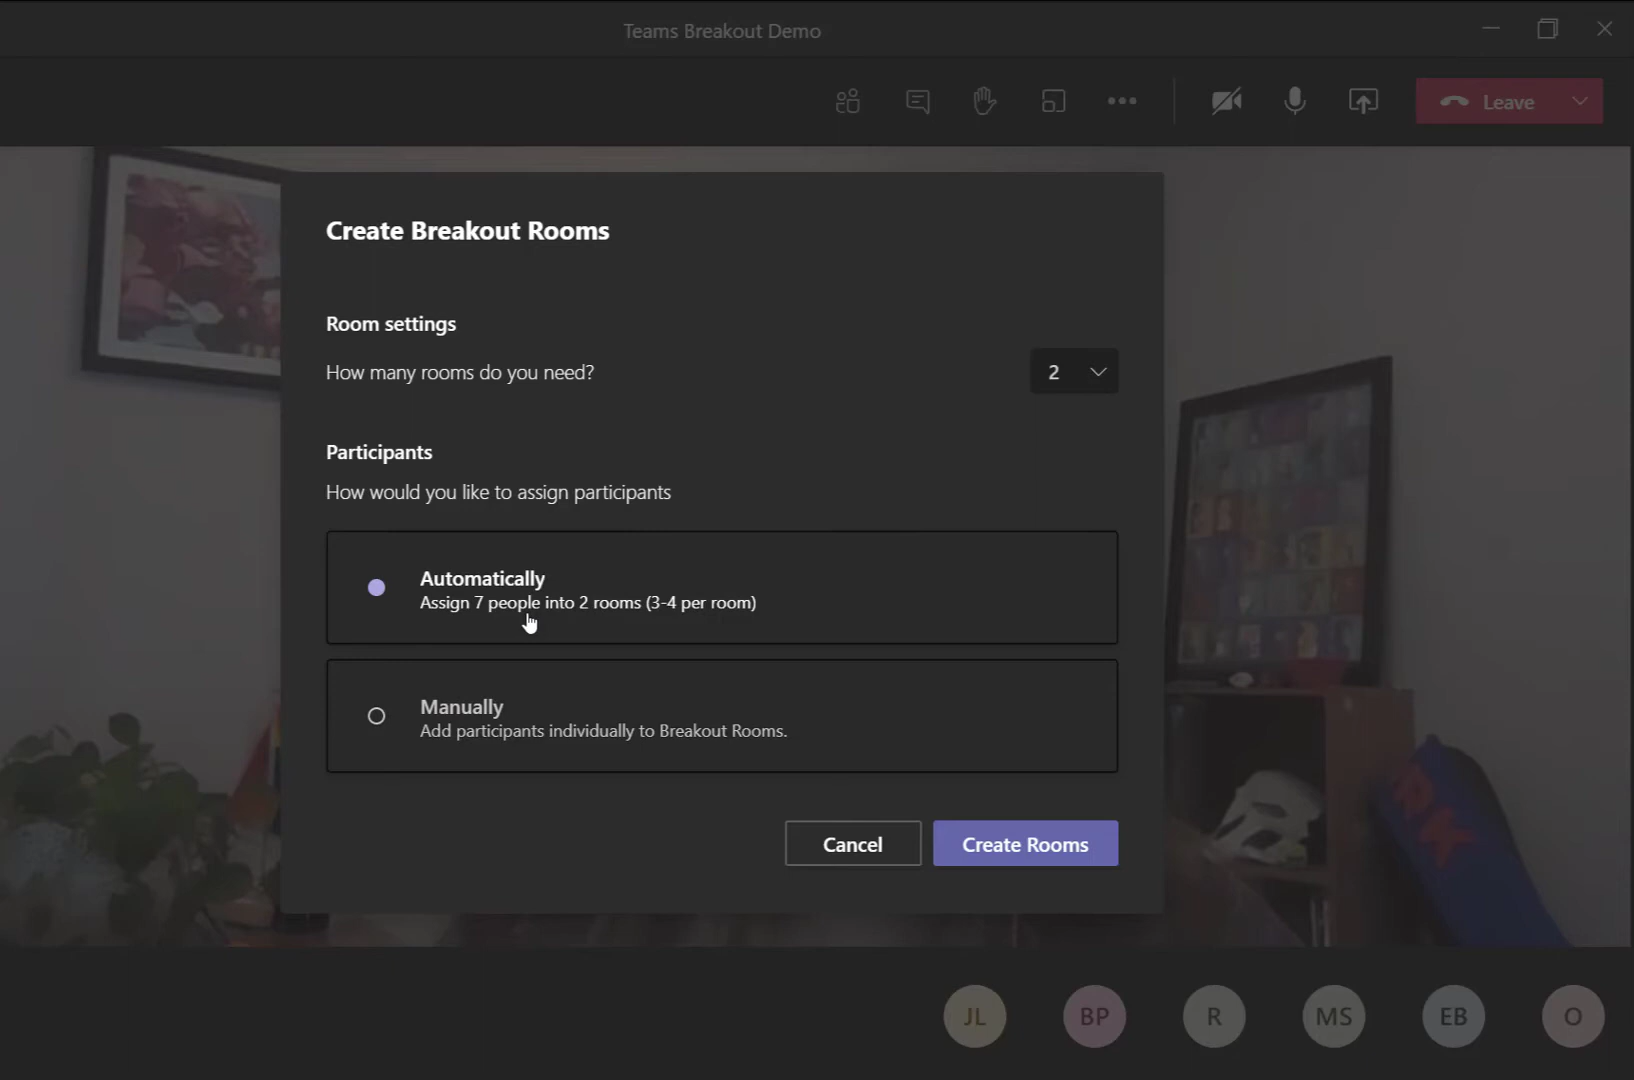 Teams Breakout Demo
Leave
Create Breakout Rooms
Room settings
How many rooms do you need?
2
Participants
How would you like to assign participants
Automatically
Assign 7 people into 2 rooms (3-4 per room)
Manually
Add participants individually to Breakout Rooms.
Cancel
Create Rooms
JL
BP
R
MS
EB
O